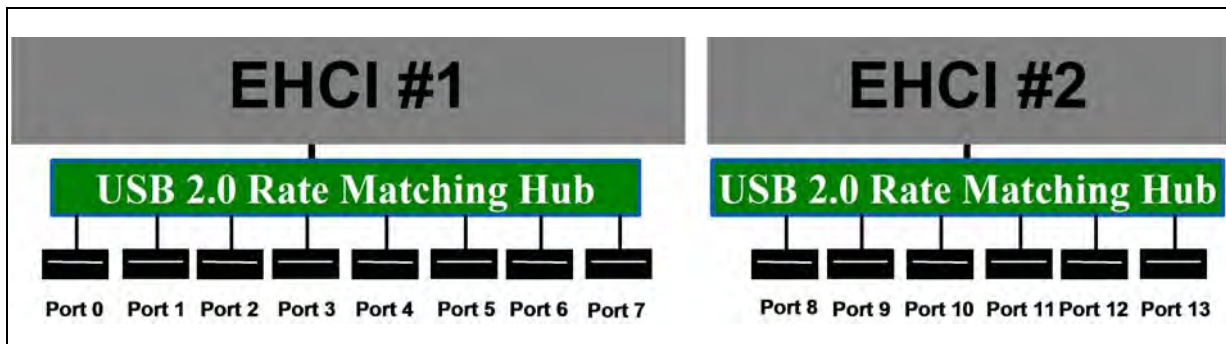 EHCI #1
EHCI #2
USB 2.0 Rate Matching Hub
USB 2.0 Rate Matching Hub
Port 0 Port 1 Port 2 Port 3 Port 4 Port 5 Port 6 Port 7
Port 8 Port 9 Port 10 Port 11 Port 12 Port 13